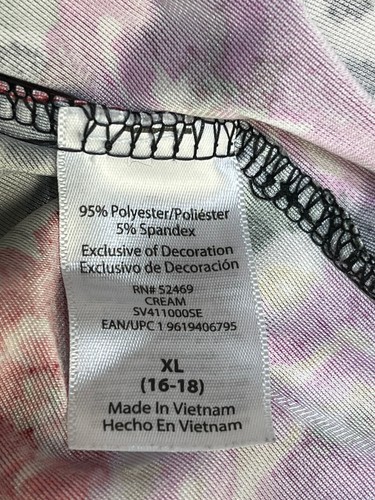 95% Polyester/Poliéster
5% Spandex
Exclusive of Decoration
Exclusivo de Decoración
RN# 52469
CREAM
SV411000SE
EAN/UPC 1 9619406795
XL
(16-18)
Made In Vietnam
Hecho En Vietnam